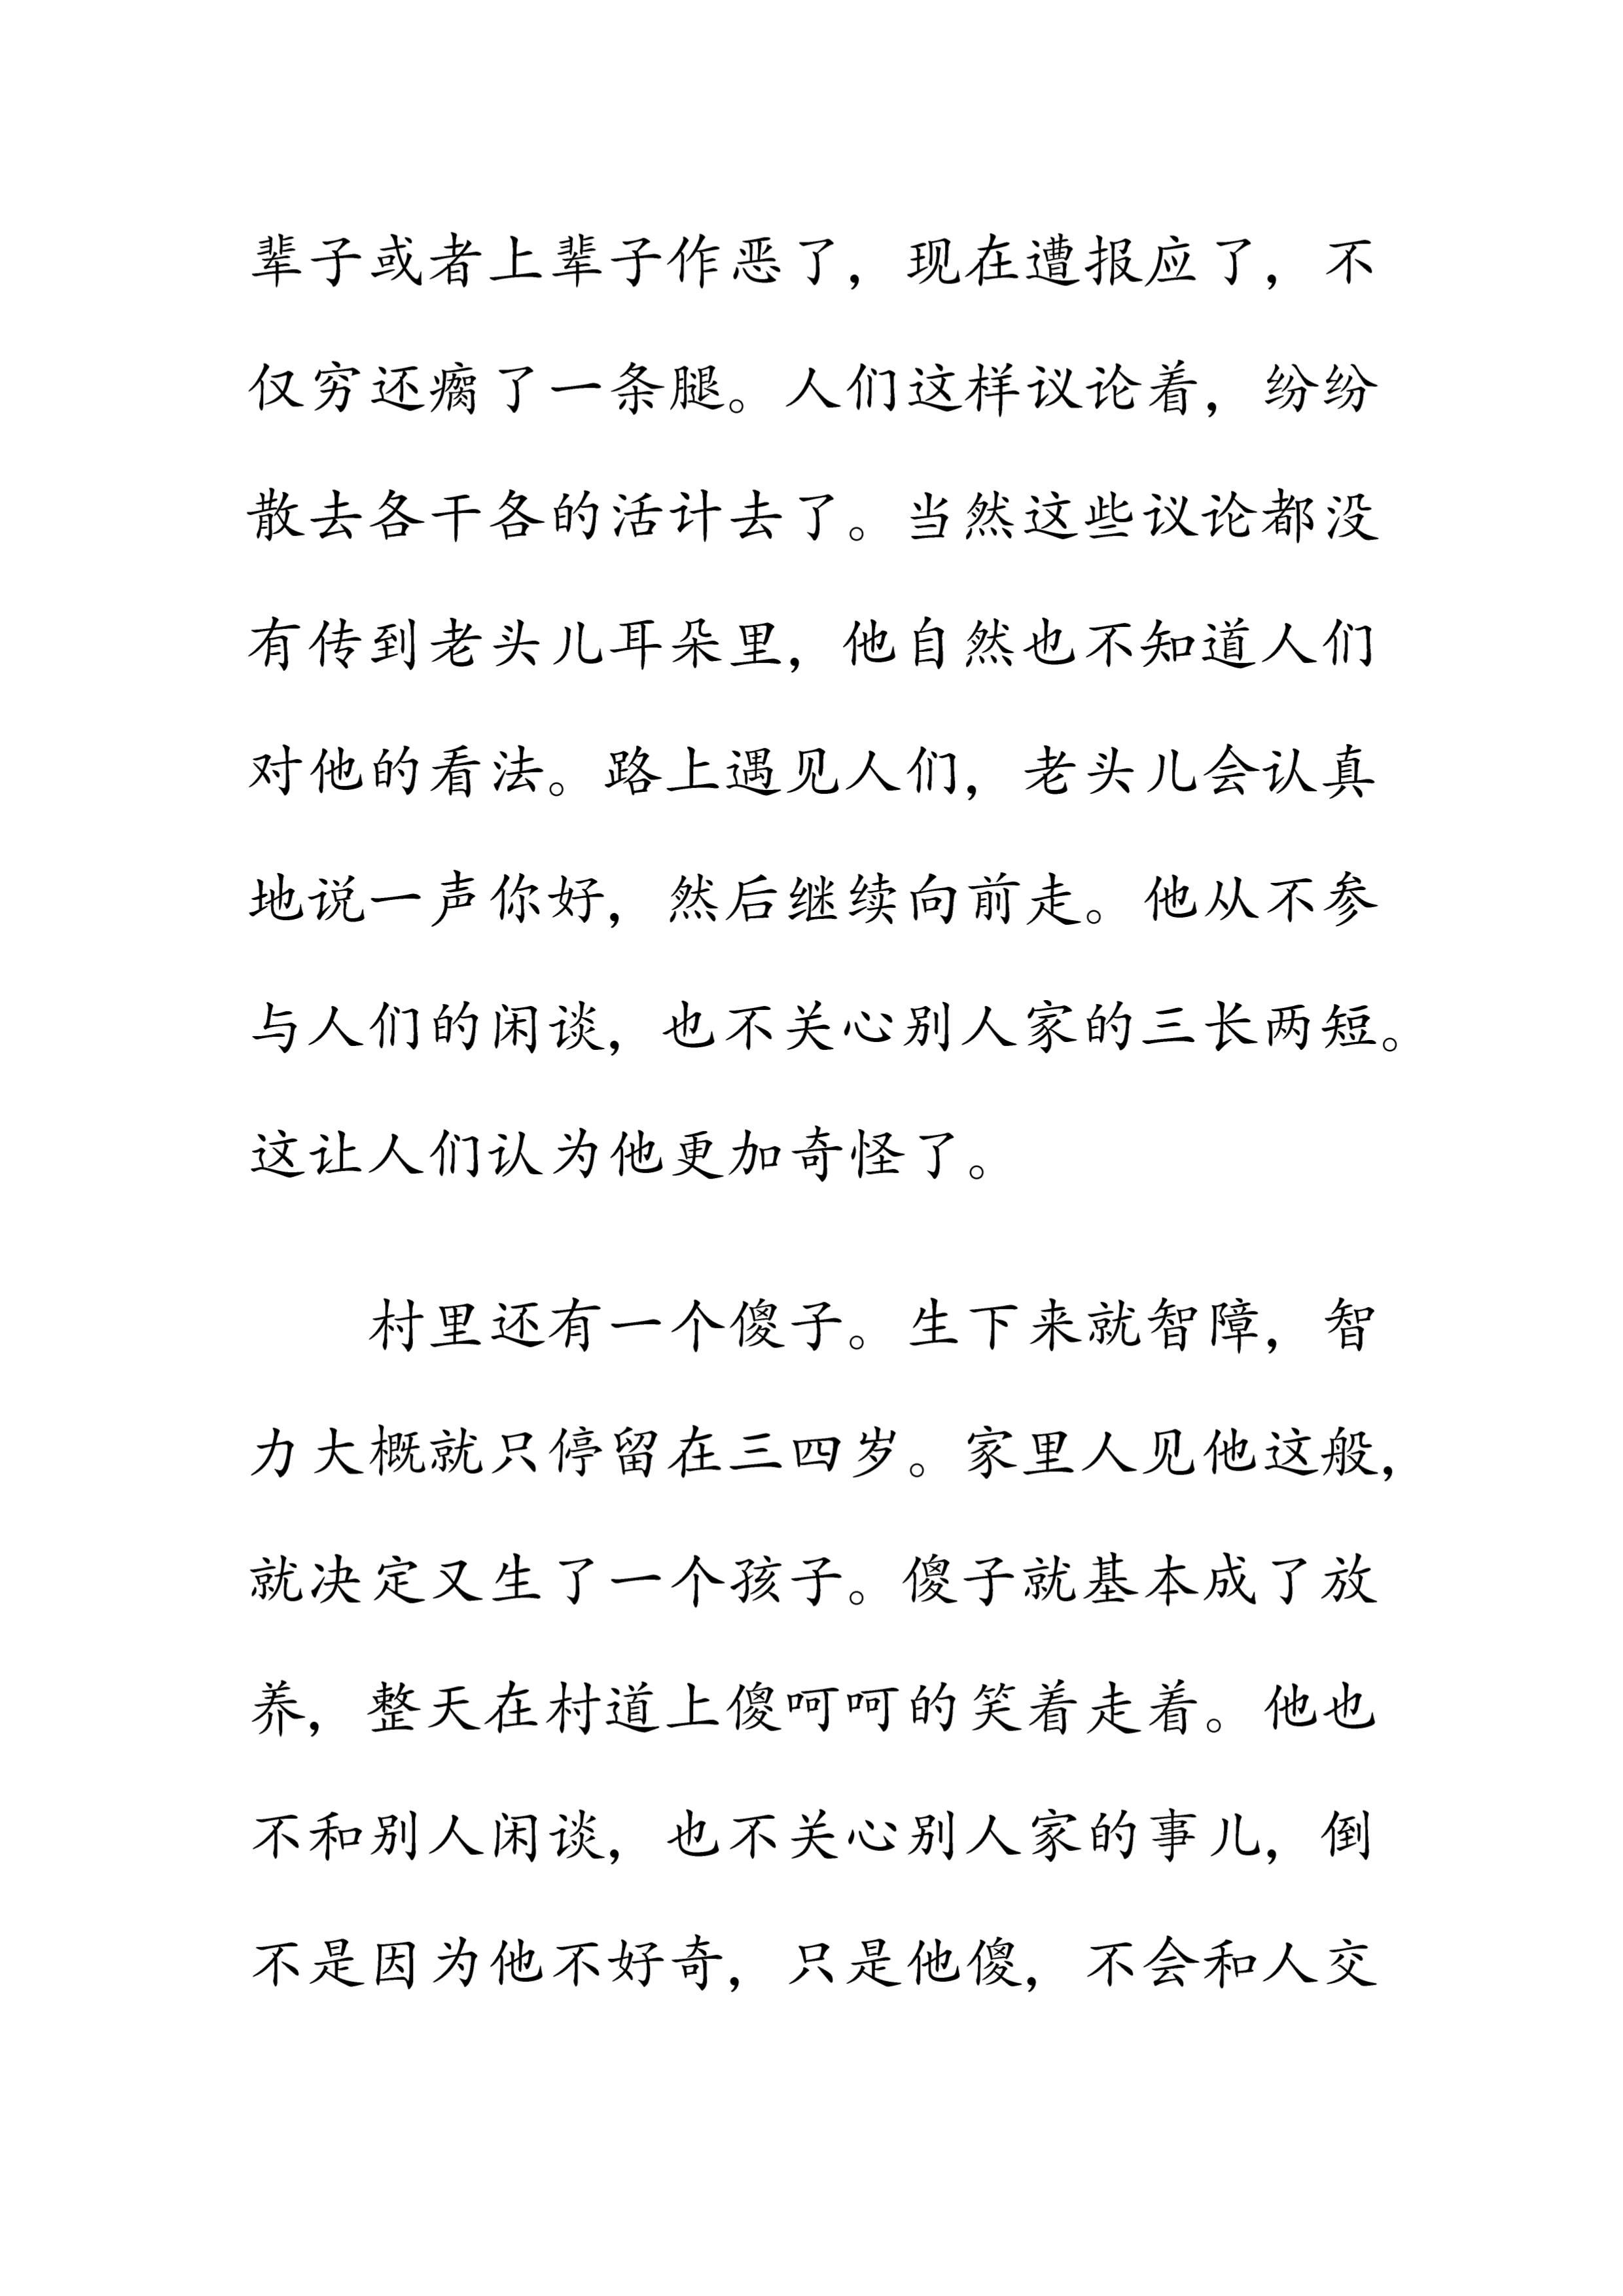 辈子或者上辈子作恶了，现在遭报应了，不
仅穷还瘸了一条腿。人们这样议论着，纷纷
散去各干各的活计去了。当然这些议论都没
有传到老头儿耳朵里，他自然也不知道人们
对他的看法。路上遇见人们，老头儿会认真
地说一声你好，然后继续向前走。他从不参
与人们的闲谈，也不关心别人家的三长两短。
这让人们认为他更加奇怪了。
村里还有一个傻子。生下来就智障，智
力大概就只停留在三四岁。家里人见他这般，
就决定又生了一个孩子。傻子就基本成了放
养，整天在村道上傻呵呵的笑着走着。他也
不和别人闲谈，也不关心别人家的事儿，倒
不是因为他不好奇，只是他傻，不会和人交